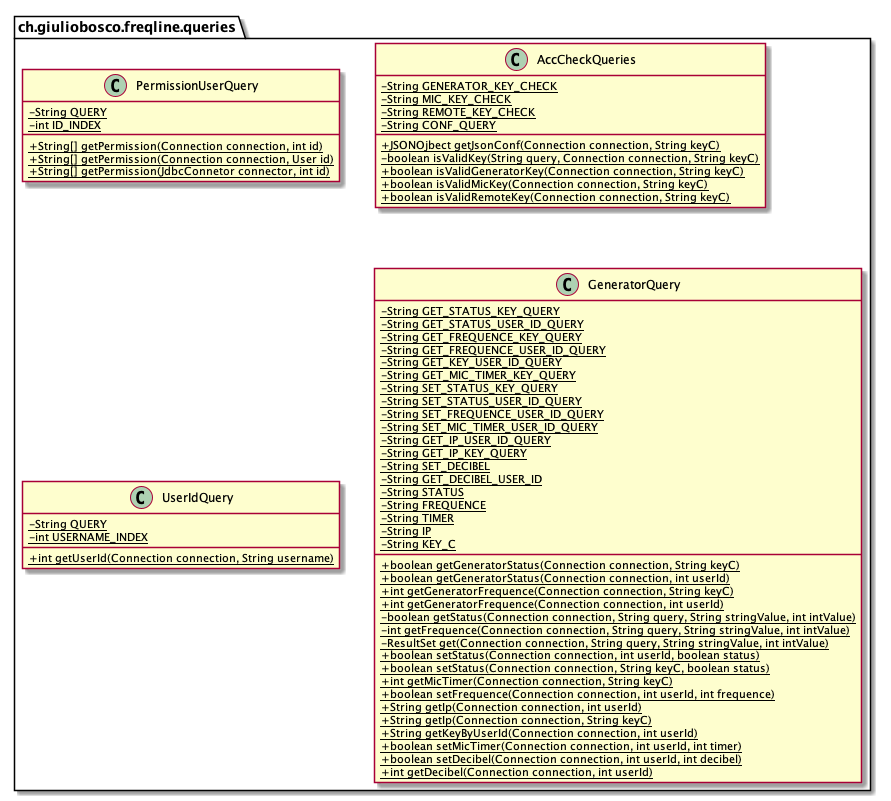 ch.giuliobosco.freqline.queries
C PermissionUserQuery
-String QUERY
-int ID_INDEX
+String[] getPermission(Connection connection, int id)
+String[] getPermission(Connection connection, User id)
+String[] getPermission(JdbcConnetor connector, int id)
C AccCheckQueries
-String GENERATOR_KEY_CHECK
-String MIC_KEY_CHECK
-String REMOTE_KEY_CHECK
-String CONF_QUERY
+JSONOjbect getJsonConf(Connection connection, String keyC)
-boolean isValidKey(String query, Connection connection, String keyC)
+boolean isValidGeneratorKey(Connection connection, String keyC)
+boolean isValidMicKey(Connection connection, String keyC)
+boolean isValidRemoteKey(Connection connection, String keyC)
C UserIdQuery
-String QUERY
-int USERNAME_INDEX
+int getUserId(Connection connection, String username)
C GeneratorQuery
-String GET_STATUS_KEY_QUERY
-String GET_STATUS_USER_ID_QUERY
-String GET_FREQUENCE_KEY_QUERY
-String GET_FREQUENCE_USER_ID_QUERY
-String GET_KEY_USER_ID_QUERY
-String GET_MIC_TIMER_KEY_QUERY
-String SET_STATUS_KEY_QUERY
-String SET_STATUS_USER_ID_QUERY
-String SET_FREQUENCE_USER_ID_QUERY
-String SET_MIC_TIMER_USER_ID_QUERY
-String GET_IP_USER_ID_QUERY
-String GET_IP_KEY_QUERY
-String SET_DECIBEL
-String GET_DECIBEL_USER_ID
-String STATUS
-String FREQUENCE
-String TIMER
-String IP
-String KEY_C
+boolean getGeneratorStatus(Connection connection, String keyC)
+boolean getGeneratorStatus(Connection connection, int userId)
+int getGeneratorFrequence(Connection connection, String keyC)
+int getGeneratorFrequence(Connection connection, int userId)
-boolean getStatus(Connection connection, String query, String stringValue, int intValue)
-int getFrequence(Connection connection, String query, String stringValue, int intValue)
-ResultSet get(Connection connection, String query, String stringValue, int intValue)
+boolean setStatus(Connection connection, int userId, boolean status)
+boolean setStatus(Connection connection, String keyC, boolean status)
+int getMicTimer(Connection connection, String keyC)
+boolean setFrequence(Connection connection, int userId, int frequence)
+String getIp(Connection connection, int userId)
+String getIp(Connection connection, String keyC)
+String getKeyByUserId(Connection connection, int userId)
+boolean setMicTimer(Connection connection, int userId, int timer)
+boolean setDecibel(Connection connection, int userId, int decibel)
+int getDecibel(Connection connection, int userId)